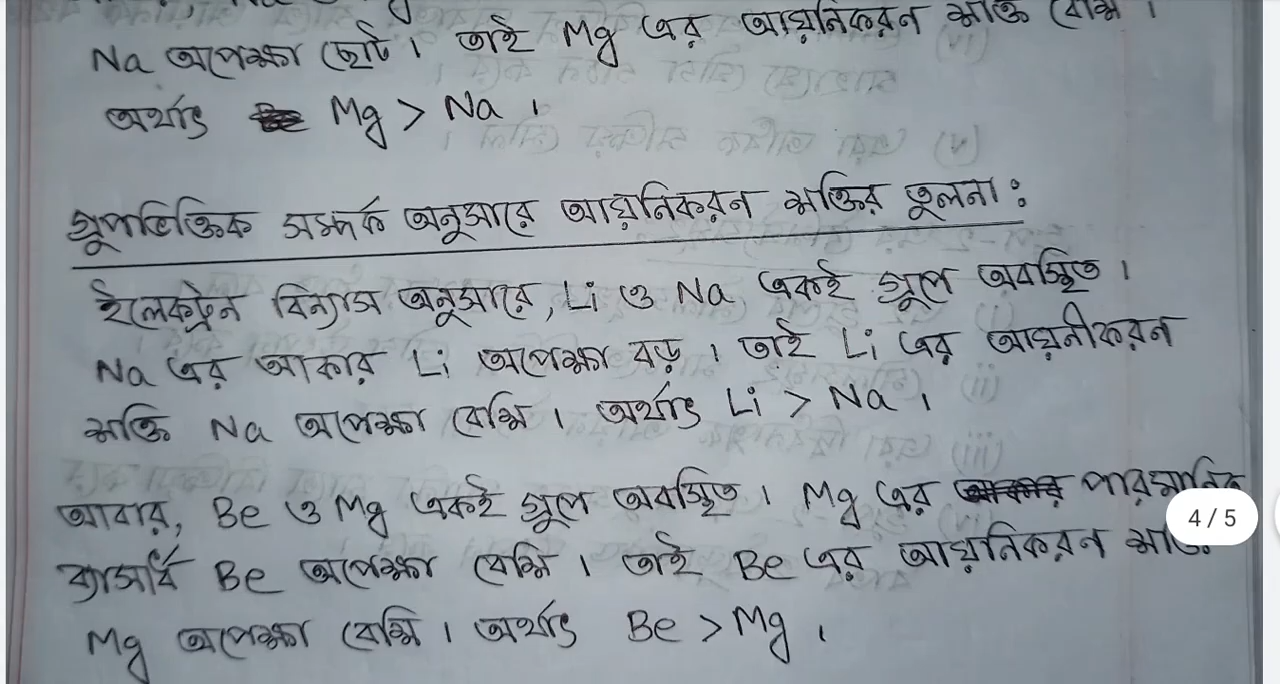 Na অপেক্ষা ছোট। তাই Mg এর আয়নিকরন শক্তি বেশি।
অর্থাৎ Mg > Na ।
গ্রুপভিত্তিক সম্পর্ক অনুসারে আয়নিকরন শক্তির তুলনা :
ইলেকট্রন বিন্যাস অনুসারে, Li ও Na একই গ্রুপে অবস্থিত।
Na এর আকার Li অপেক্ষা বড়। তাই Li এর আয়নীকরন
শক্তি Na অপেক্ষা বেশি। অর্থাৎ Li > Na ।
আবার, Be ও Mg একই গ্রুপে অবস্থিত। Mg এর পারমানবিক
ব্যাসার্ধ Be অপেক্ষা বেশি। তাই Be এর আয়নিকরন শক্তি
Mg অপেক্ষা বেশি। অর্থাৎ Be > Mg ।
4 / 5